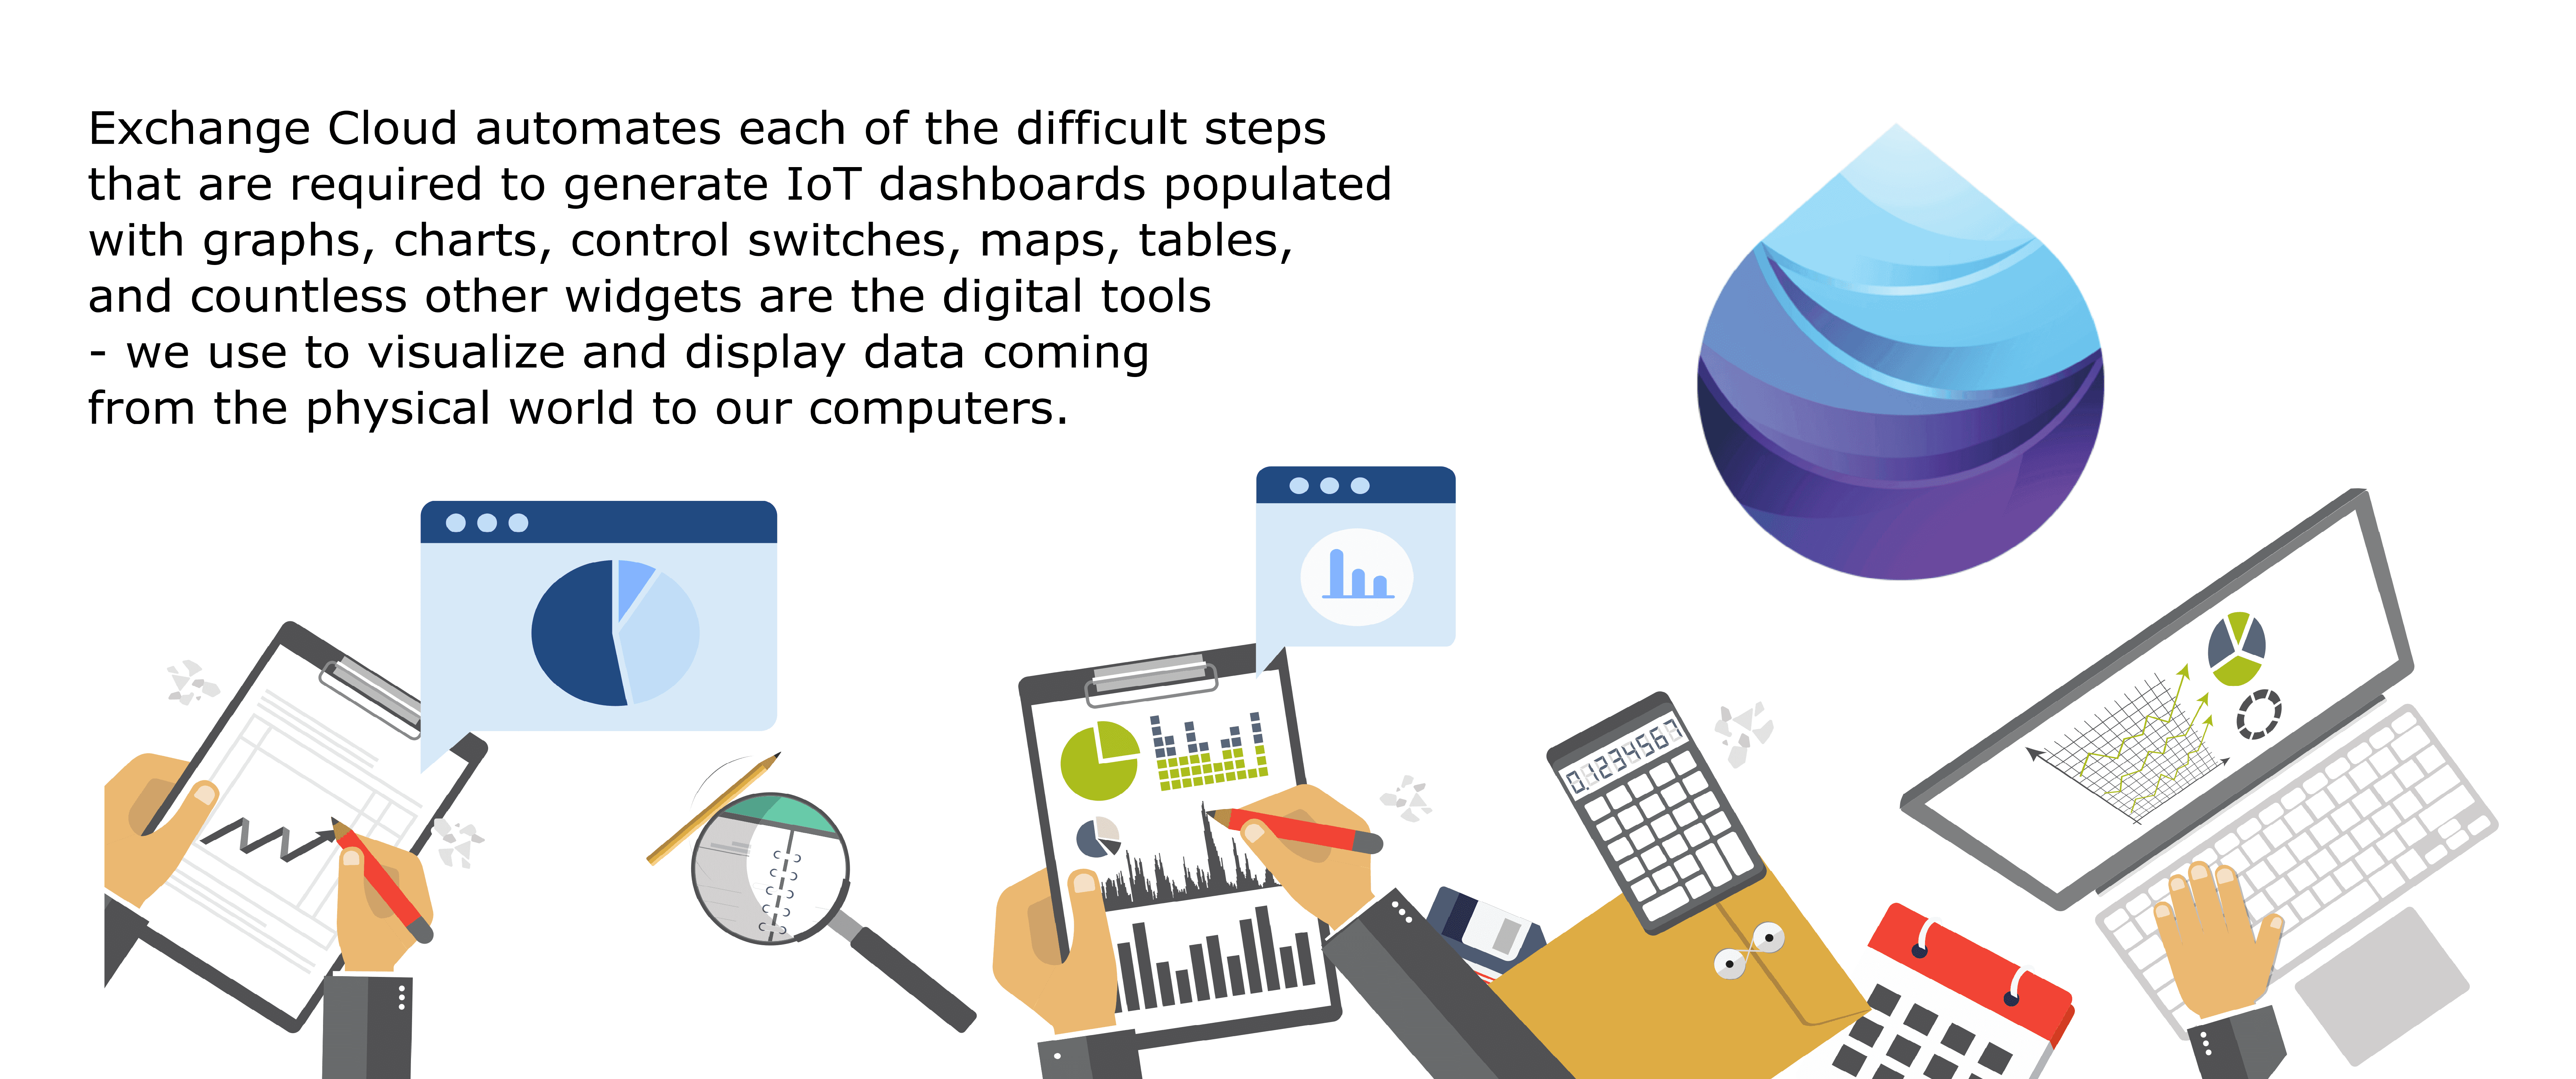 Exchange Cloud automates each of the difficult steps
that are required to generate IoT dashboards populated
with graphs, charts, control switches, maps, tables,
and countless other widgets are the digital tools
- we use to visualize and display data coming
from the physical world to our computers.
0.1234567